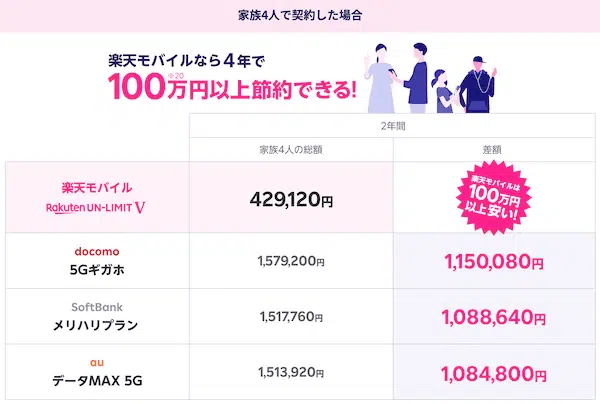 家族4人で契約した場合
楽天モバイルなら4年で
※20
100万円以上節約できる!
2年間
家族4人の総額
差額
楽天モバイル
Rakuten UN-LIMIT V
429,120円
楽天モバイルは
100万円
以上安い!
docomo
5Gギガホ
1,579,200円
1,150,080円
SoftBank
メリハリプラン
1,517,760円
1,088,640円
au
データMAX 5G
1,513,920円
1,084,800円